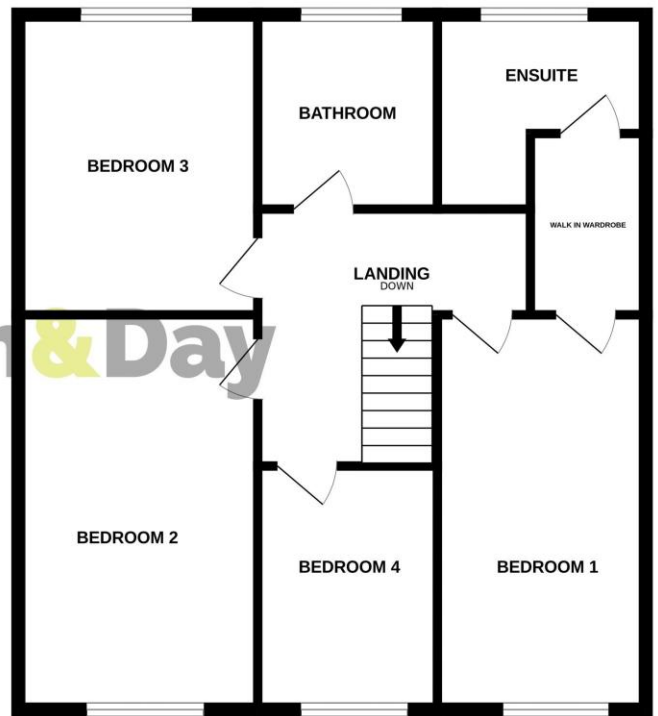 ENSUITE
BATHROOM
BEDROOM 3
WALK IN WARDROBE
LANDING
DOWN
&Day
BEDROOM 2
BEDROOM 4
BEDROOM 1